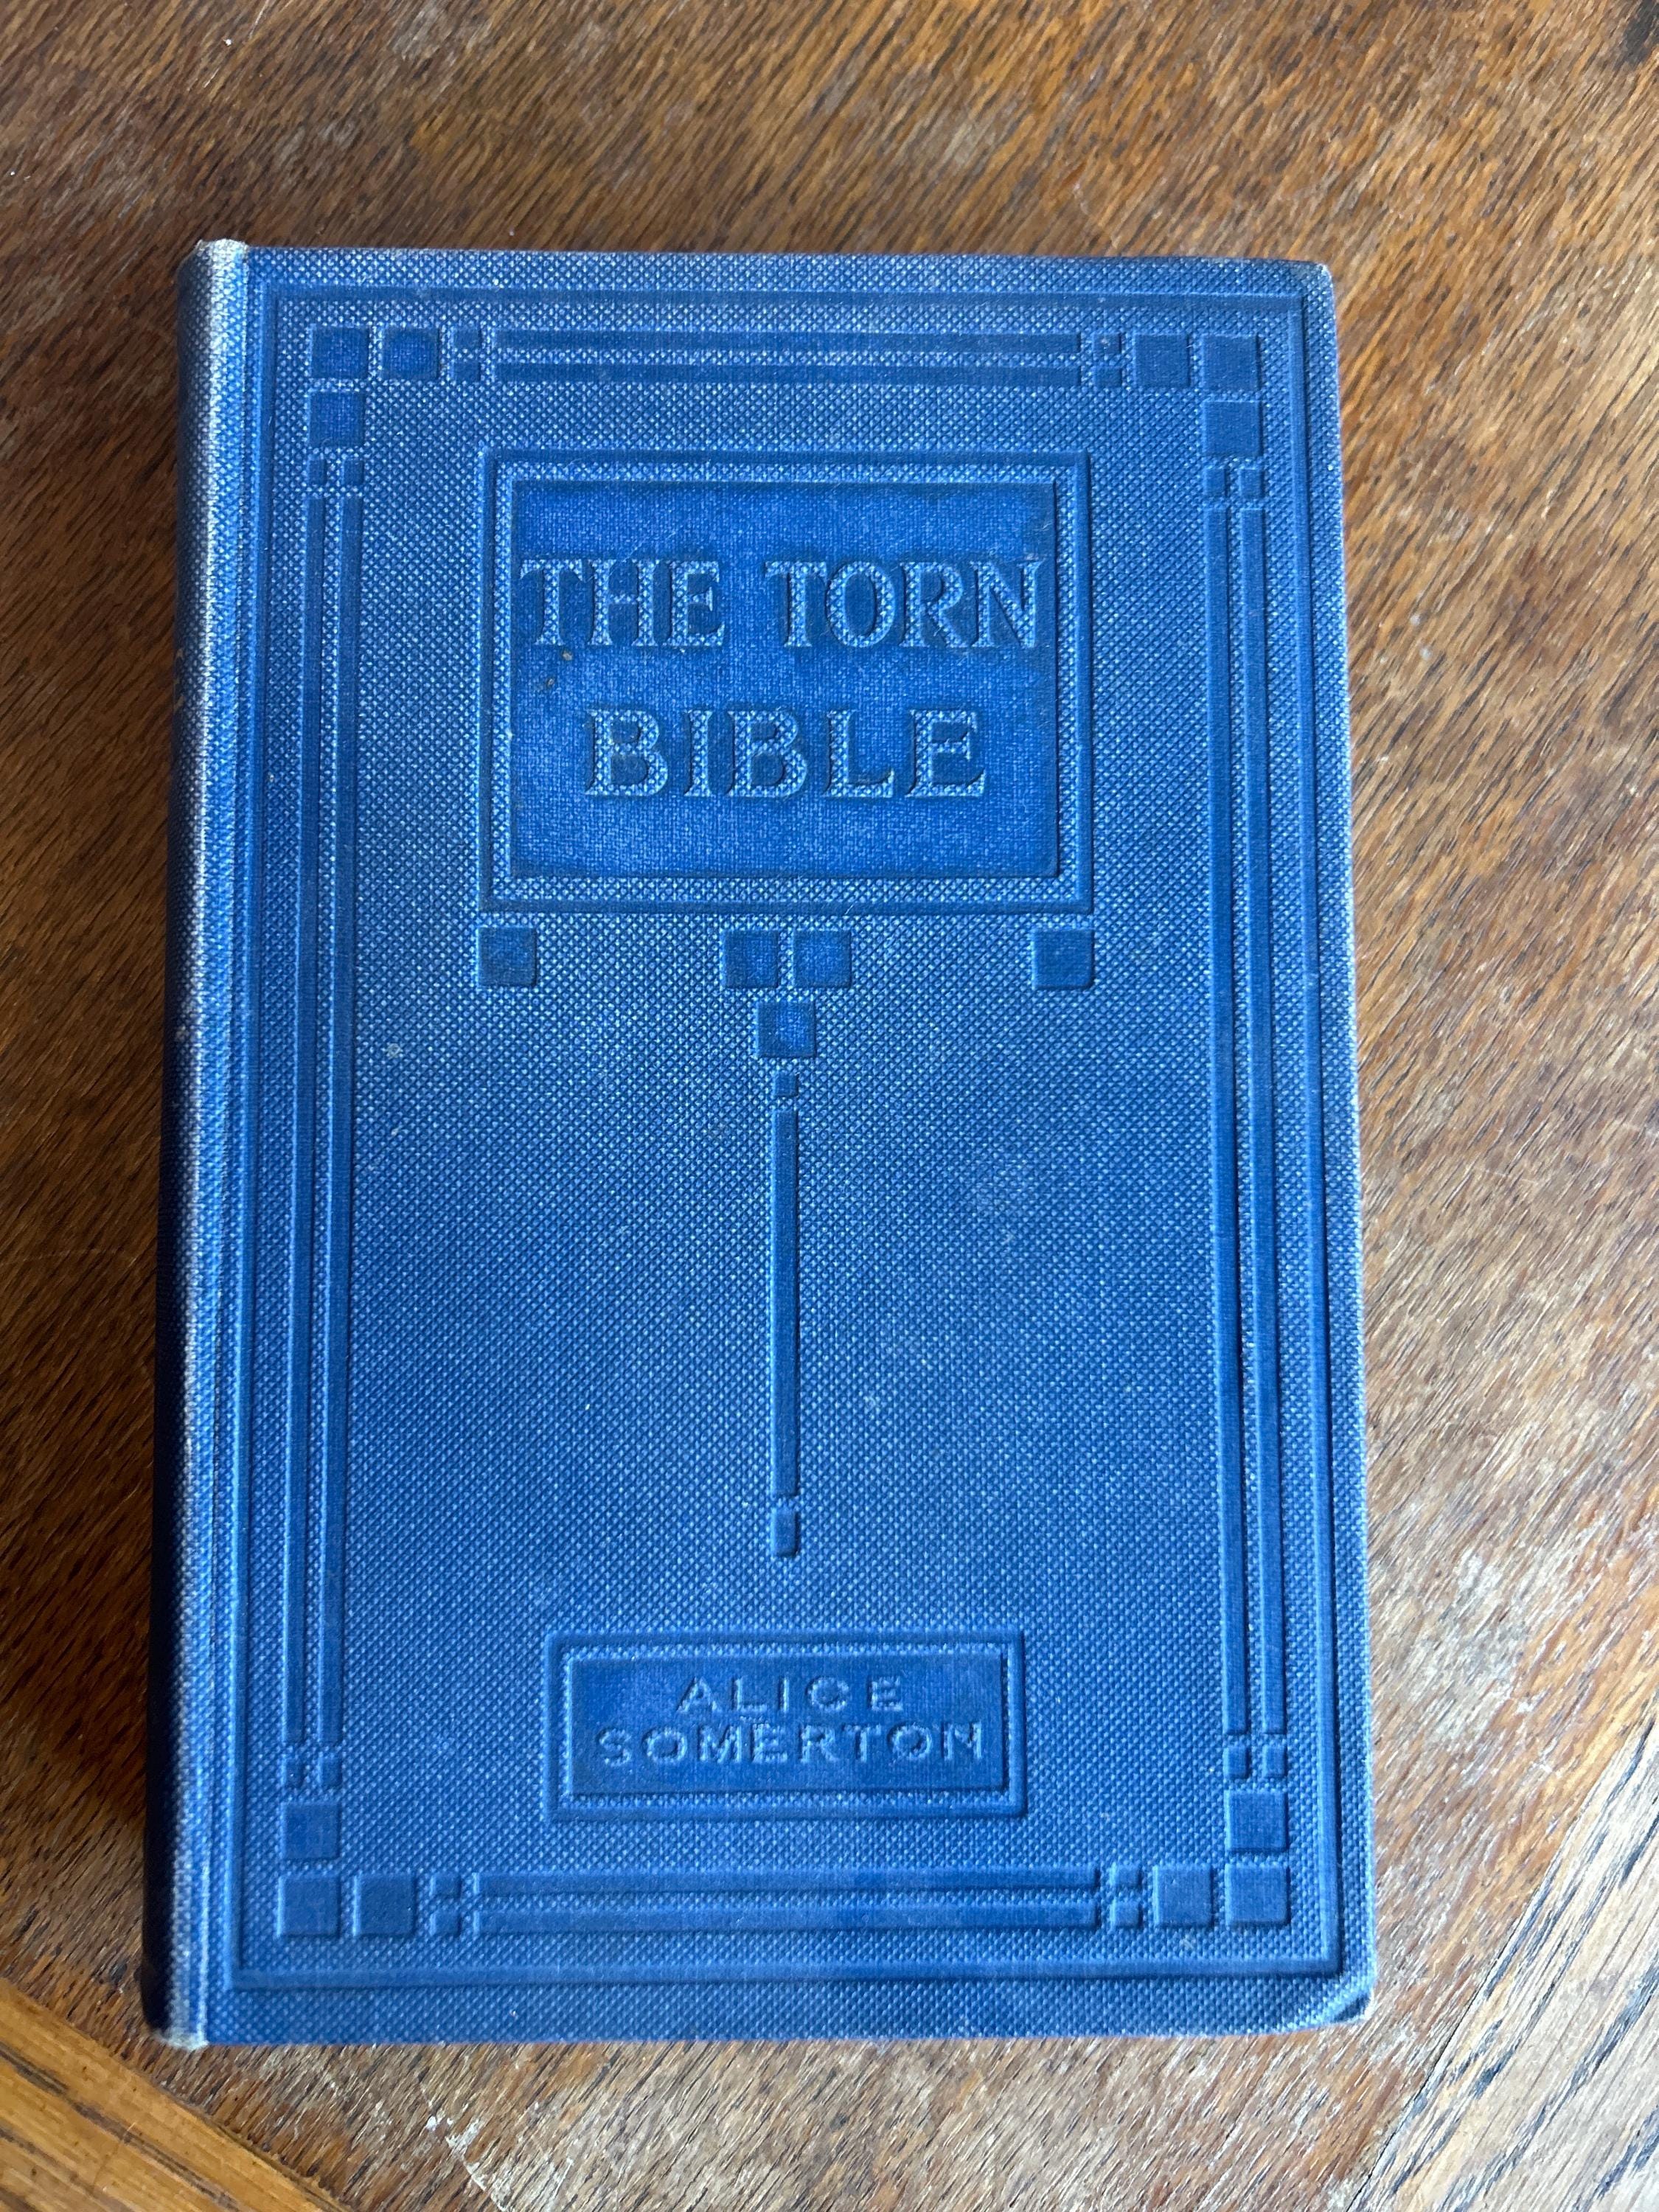 THE TORN
BIBLE
ALICE
SOMERTON